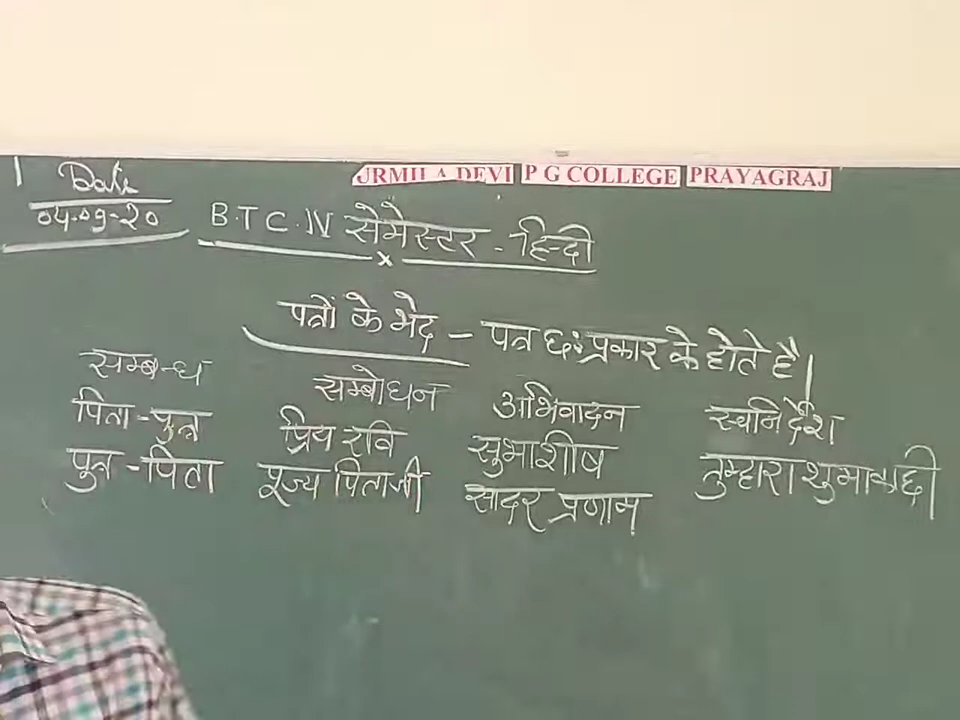 URMILA DEVI P G COLLEGE PRAYAGRAJ
Date
04-09-20
B.T.C. IV सेमेस्टर - हिन्दी
x
पत्रों के भेद - पत्र छः प्रकार के होते है।
सम्बन्ध सम्बोधन अभिवादन स्वनिर्देश
पिता - पुत्र प्रिय रवि सुभाशीष तुम्हारा शुभाकांक्षी
पुत्र - पिता पूज्य पिताजी सादर प्रणाम